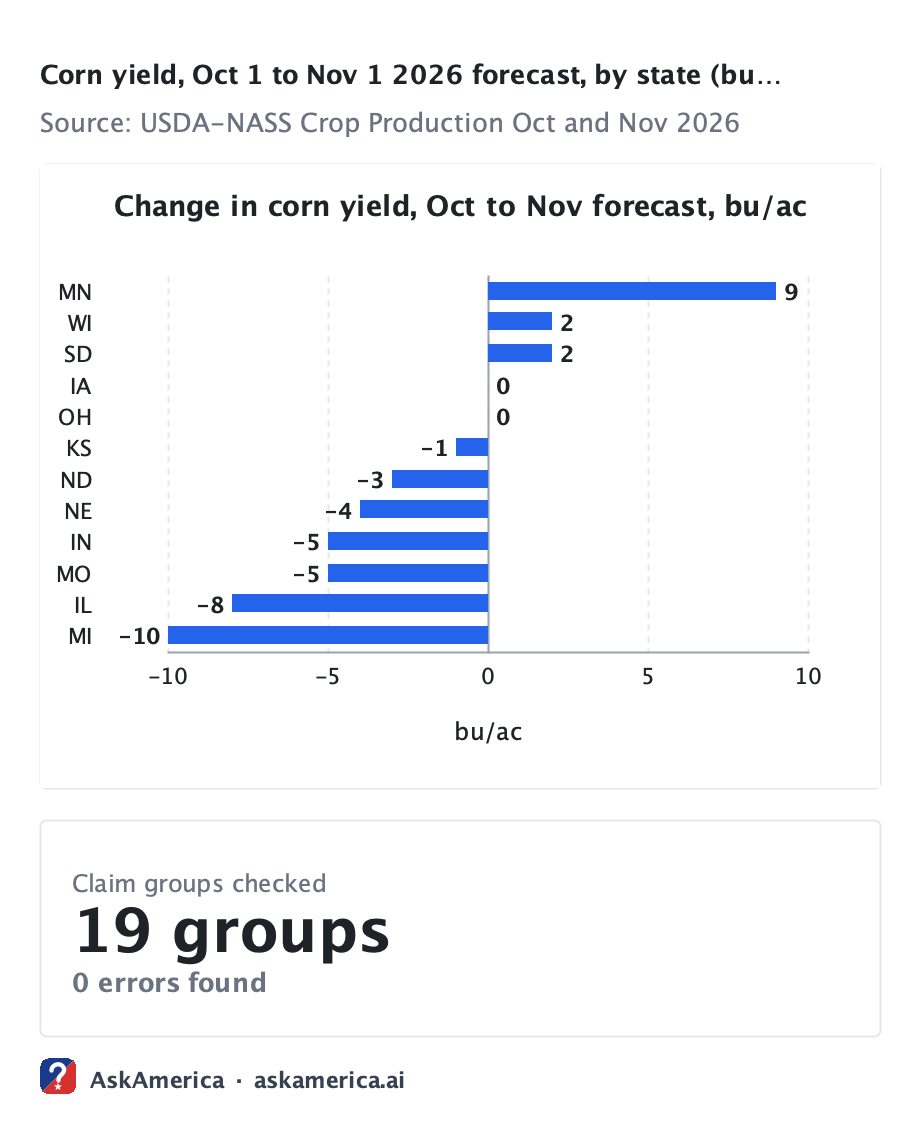 Corn yield, Oct 1 to Nov 1 2026 forecast, by state (bu…
Source: USDA−NASS Crop Production Oct and Nov 2026
Change in corn yield, Oct to Nov forecast, bu/ac
MN 9
WI 2
SD 2
IA 0
OH 0
KS −1
ND −3
NE −4
IN −5
MO −5
IL −8
MI −10
−10 −5 0 5 10
bu/ac
Claim groups checked
19 groups
0 errors found
AskAmerica · askamerica.ai